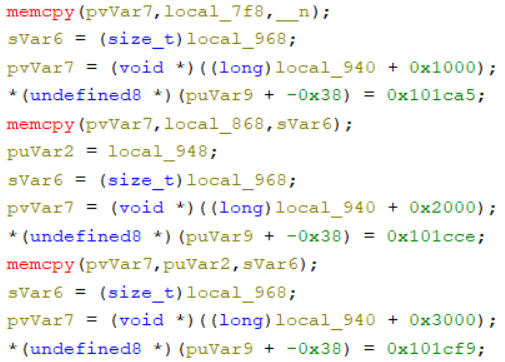 memcpy(pvVar7,local_7f8,__n);
sVar6 = (size_t)local_968;
pvVar7 = (void *)((long)local_940 + 0x1000);
*(undefined8 *)(puVar9 + -0x38) = 0x101ca5;
memcpy(pvVar7,local_868,sVar6);
puVar2 = local_948;
sVar6 = (size_t)local_968;
pvVar7 = (void *)((long)local_940 + 0x2000);
*(undefined8 *)(puVar9 + -0x38) = 0x101cce;
memcpy(pvVar7,puVar2,sVar6);
sVar6 = (size_t)local_968;
pvVar7 = (void *)((long)local_940 + 0x3000);
*(undefined8 *)(puVar9 + -0x38) = 0x101cf9;